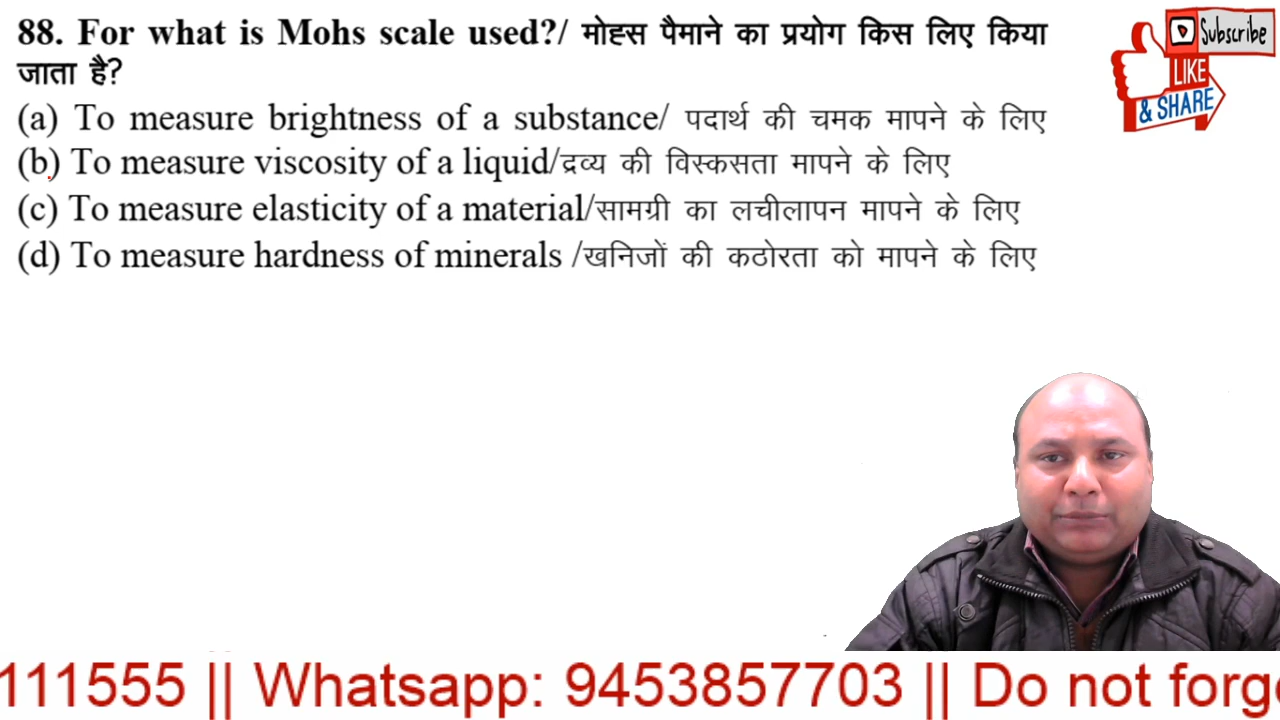 88. For what is Mohs scale used?/ मोह्स पैमाने का प्रयोग किस लिए किया
जाता है?
(a) To measure brightness of a substance/ पदार्थ की चमक मापने के लिए
(b) To measure viscosity of a liquid/द्रव्य की विस्कसता मापने के लिए
(c) To measure elasticity of a material/सामग्री का लचीलापन मापने के लिए
(d) To measure hardness of minerals /खनिजों की कठोरता को मापने के लिए
Subscribe
LIKE
& SHARE
111555 || Whatsapp: 9453857703 || Do not forg